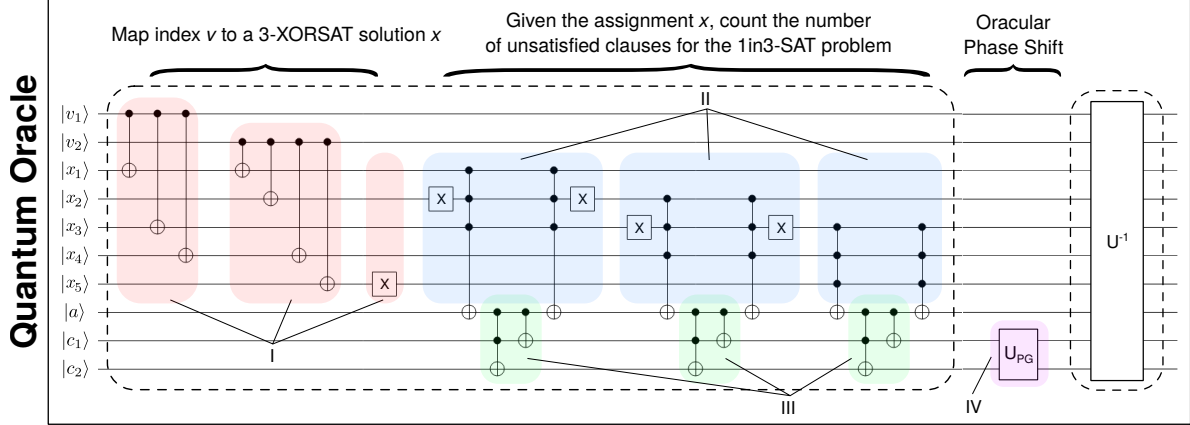 Quantum Oracle
Map index v to a 3-XORSAT solution x
Given the assignment x, count the number
of unsatisfied clauses for the 1in3-SAT problem
Oracular
Phase Shift
II
|v₁⟩
|v₂⟩
|x₁⟩
|x₂⟩ X X
|x₃⟩ X X
|x₄⟩
U⁻¹
|x₅⟩ X
|a⟩
|c₁⟩
U_PG
|c₂⟩
I
III
IV